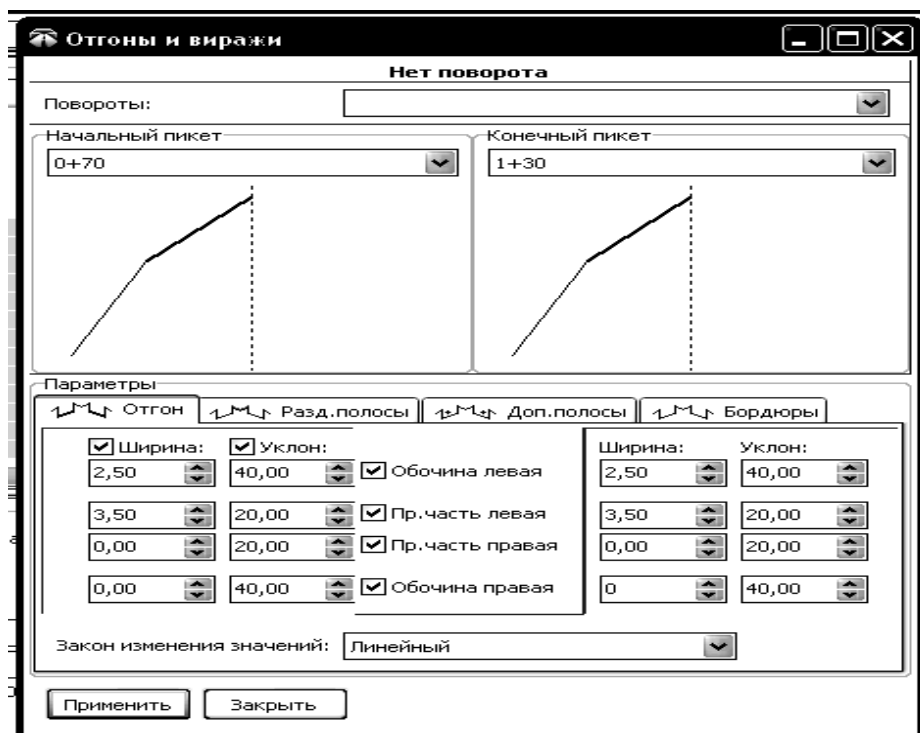 Отгоны и виражи
Нет поворота
Повороты:
Начальный пикет Конечный пикет
0+70 1+30
Параметры
Отгон Разд.полосы Доп.полосы Бордюры
Ширина: Уклон: Ширина: Уклон:
2,50 40,00 Обочина левая 2,50 40,00
3,50 20,00 Пр.часть левая 3,50 20,00
0,00 20,00 Пр.часть правая 0,00 20,00
0,00 40,00 Обочина правая 0 40,00
Закон изменения значений: Линейный
Применить Закрыть